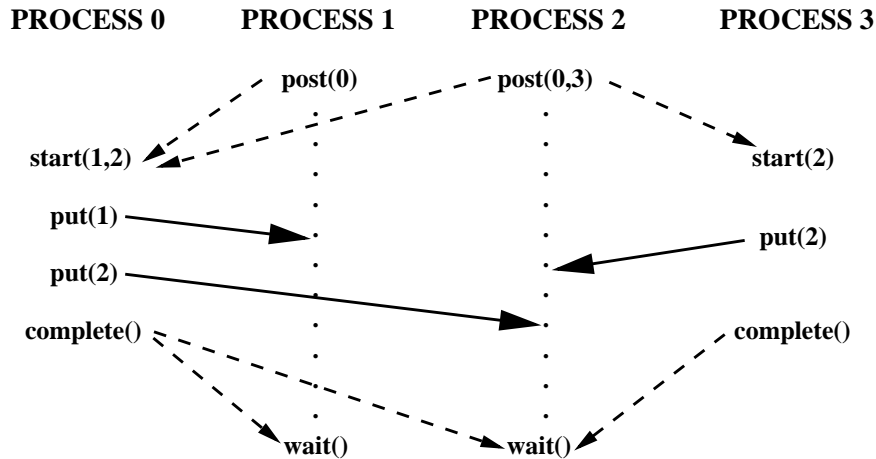 PROCESS 0 PROCESS 1 PROCESS 2 PROCESS 3
post(0) post(0,3)
start(1,2) start(2)
put(1)
put(2)
put(2)
complete() complete()
wait() wait()